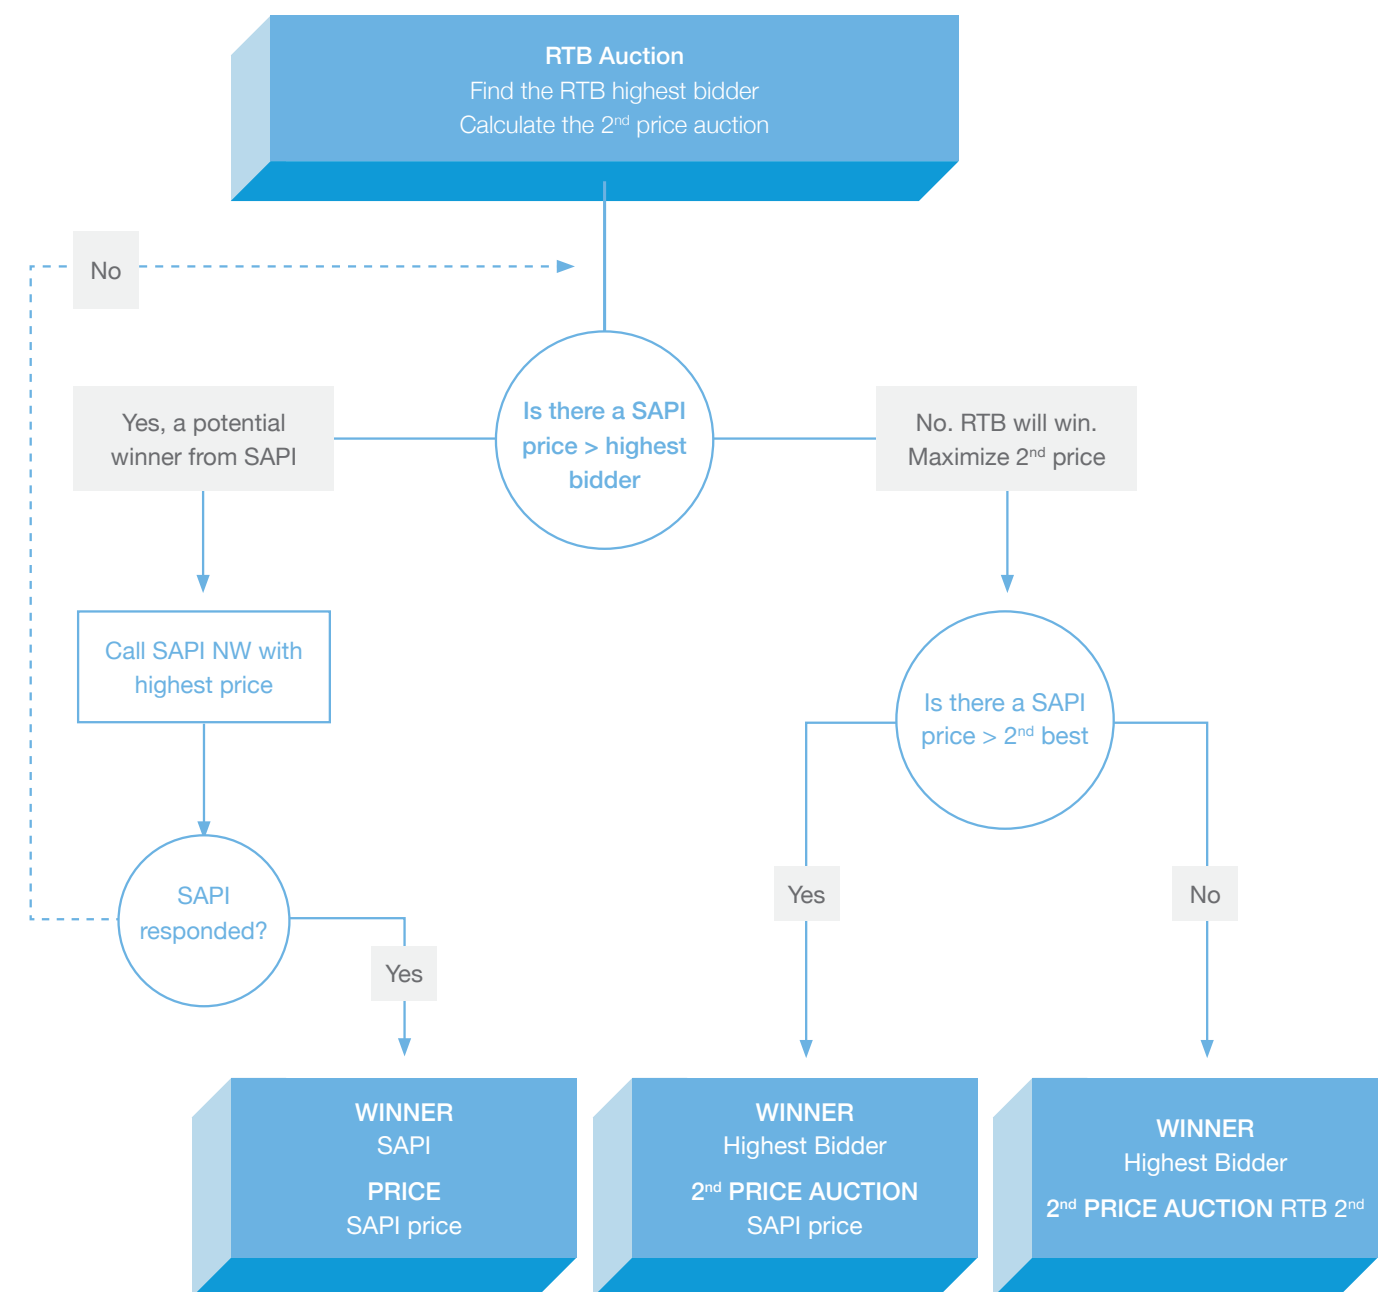 RTB Auction
Find the RTB highest bidder
Calculate the 2nd price auction
No
Is there a SAPI
price > highest
bidder
Yes, a potential
winner from SAPI
No. RTB will win.
Maximize 2nd price
Call SAPI NW with
highest price
Is there a SAPI
price > 2nd best
SAPI
responded?
Yes
Yes
No
WINNER
SAPI
PRICE
SAPI price
WINNER
Highest Bidder
2nd PRICE AUCTION
SAPI price
WINNER
Highest Bidder
2nd PRICE AUCTION RTB 2nd